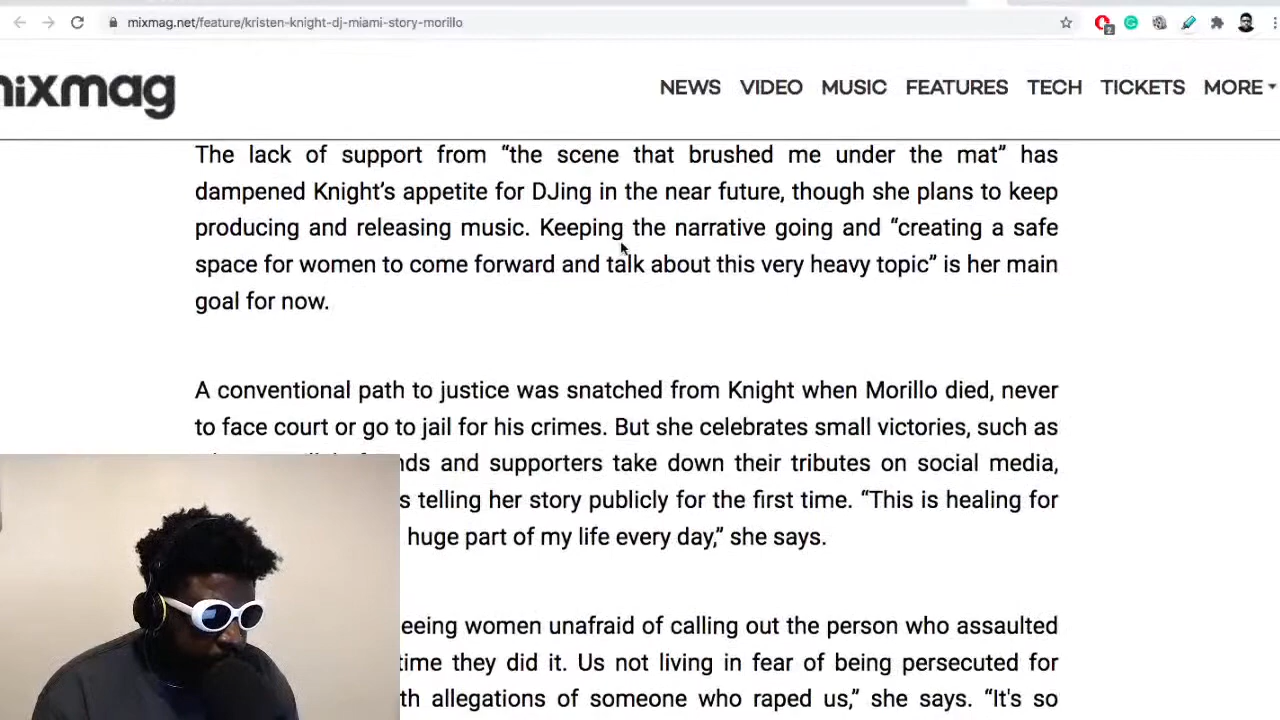 mixmag.net/feature/kristen-knight-dj-miami-story-morillo
2
mixmag
NEWS VIDEO MUSIC FEATURES TECH TICKETS MORE
The lack of support from “the scene that brushed me under the mat” has
dampened Knight’s appetite for DJing in the near future, though she plans to keep
producing and releasing music. Keeping the narrative going and “creating a safe
space for women to come forward and talk about this very heavy topic” is her main
goal for now.
A conventional path to justice was snatched from Knight when Morillo died, never
to face court or go to jail for his crimes. But she celebrates small victories, such as
and supporters take down their tributes on social media,
telling her story publicly for the first time. “This is healing for
huge part of my life every day,” she says.
women unafraid of calling out the person who assaulted
time they did it. Us not living in fear of being persecuted for
allegations of someone who raped us,” she says. “It's so